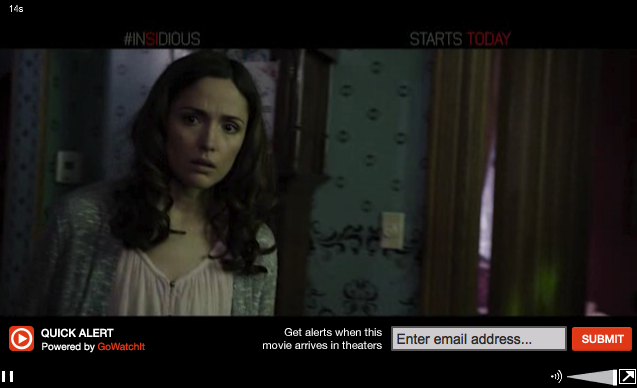 14s
#INSIDIOUS
STARTS TODAY
QUICK ALERT
Powered by GoWatchIt
Get alerts when this
movie arrives in theaters
Enter email address...
SUBMIT